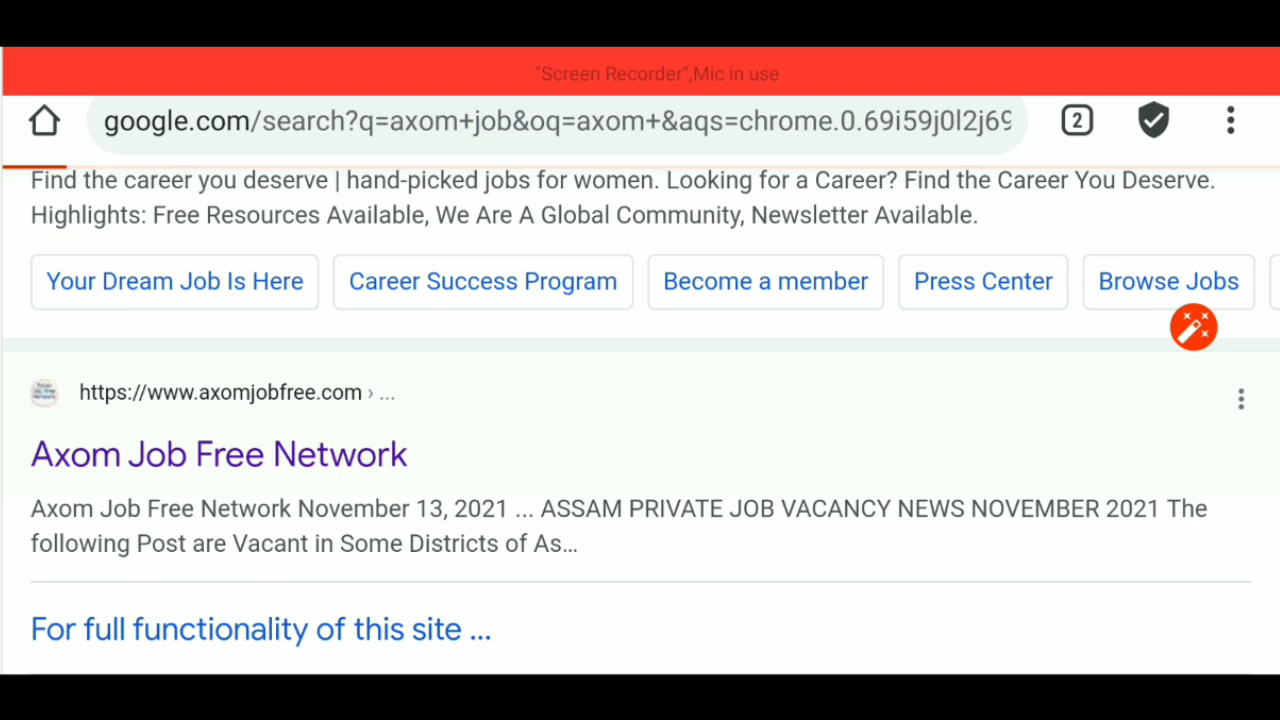 "Screen Recorder",Mic in use
google.com/search?q=axom+job&oq=axom+&aqs=chrome.0.69i59j0l2j69
2
Find the career you deserve | hand-picked jobs for women. Looking for a Career? Find the Career You Deserve.
Highlights: Free Resources Available, We Are A Global Community, Newsletter Available.
Your Dream Job Is Here Career Success Program Become a member Press Center Browse Jobs
https://www.axomjobfree.com › ...
Axom Job Free Network
Axom Job Free Network November 13, 2021 ... ASSAM PRIVATE JOB VACANCY NEWS NOVEMBER 2021 The
following Post are Vacant in Some Districts of As...
For full functionality of this site ...